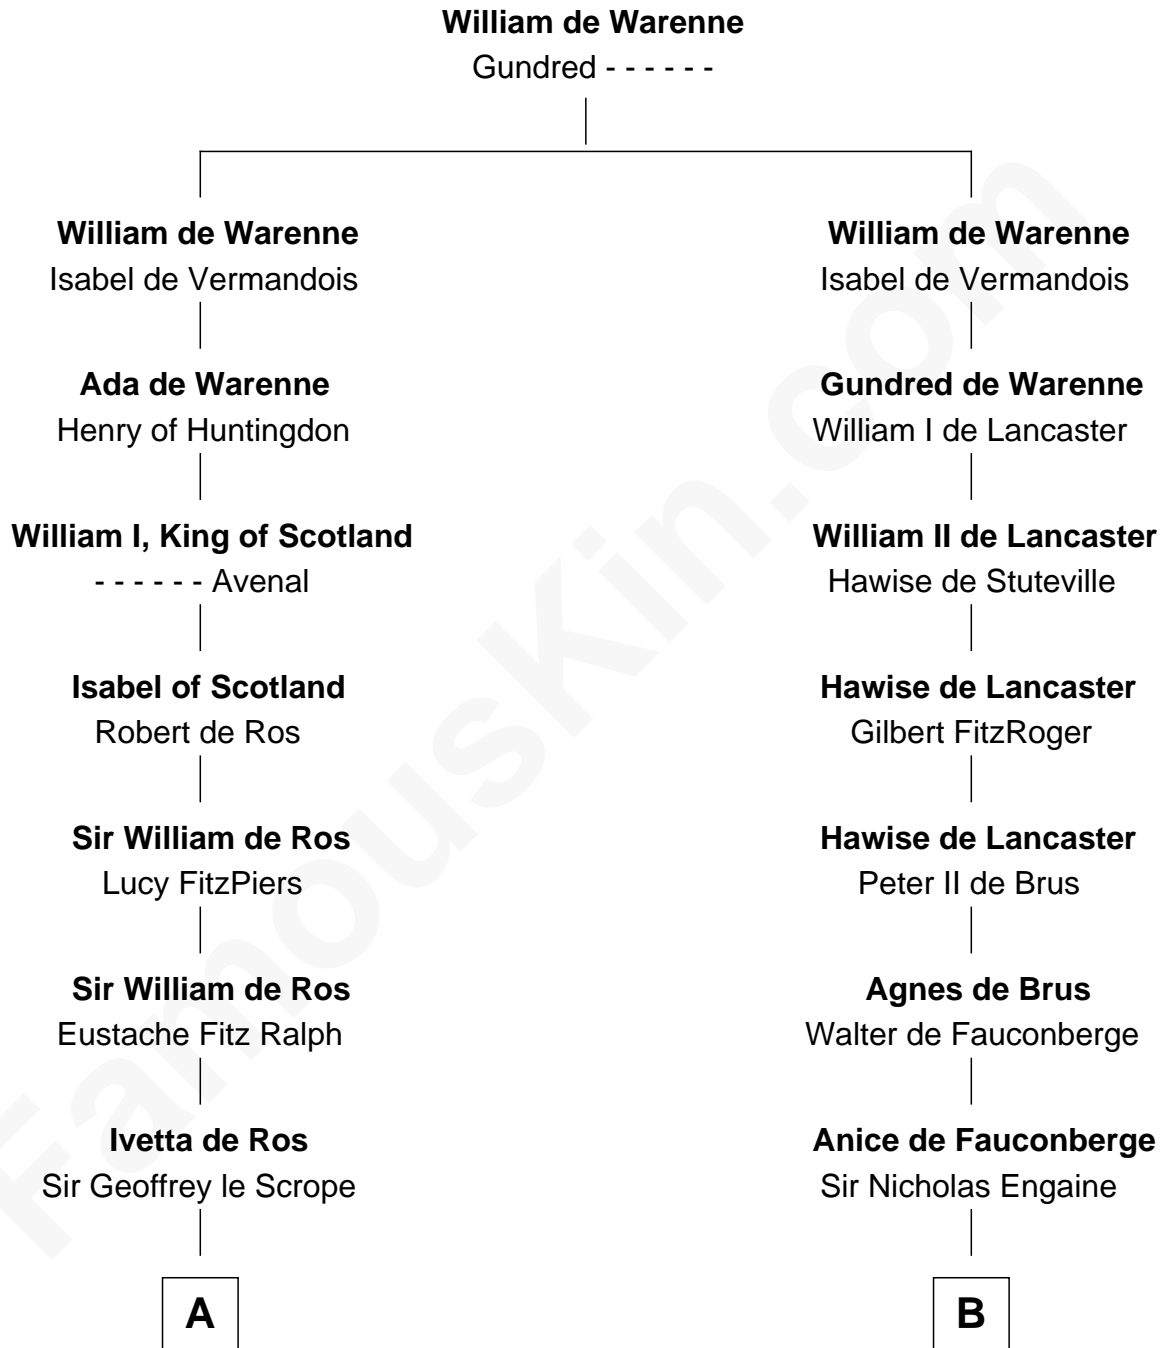 William de Warenne
Gundred - - - - - -
William de Warenne
Isabel de Vermandois
Ada de Warenne
Henry of Huntingdon
William I, King of Scotland
- - - - - - Avenal
Isabel of Scotland
Robert de Ros
Sir William de Ros
Lucy FitzPiers
Sir William de Ros
Eustache Fitz Ralph
Ivetta de Ros
Sir Geoffrey le Scrope
A
William de Warenne
Isabel de Vermandois
Gundred de Warenne
William I de Lancaster
William II de Lancaster
Hawise de Stuteville
Hawise de Lancaster
Gilbert FitzRoger
Hawise de Lancaster
Peter II de Brus
Agnes de Brus
Walter de Fauconberge
Anice de Fauconberge
Sir Nicholas Engaine
B
FamousKin.com